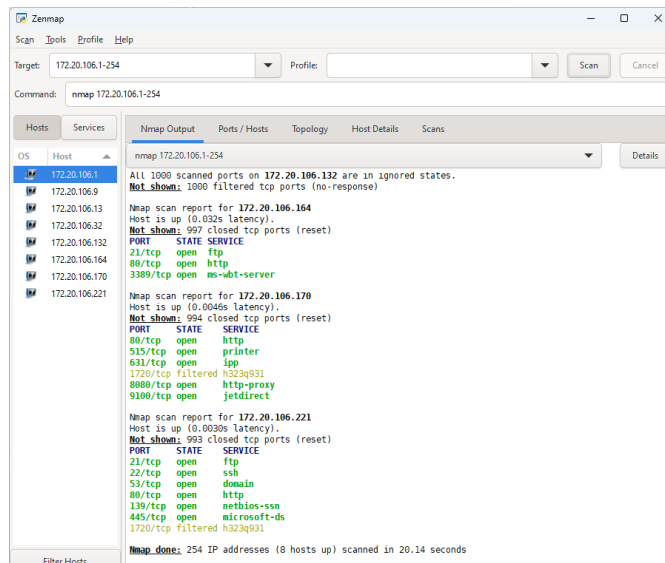 Zenmap
Scan Tools Profile Help
Target: 172.20.106.1-254 Profile: Scan Cancel
Command: nmap 172.20.106.1-254
Hosts Services
Nmap Output Ports / Hosts Topology Host Details Scans
OS Host
nmap 172.20.106.1-254 Details
172.20.106.1
172.20.106.9
172.20.106.13
172.20.106.32
172.20.106.132
172.20.106.164
172.20.106.170
172.20.106.221
Filter Hosts
All 1000 scanned ports on 172.20.106.132 are in ignored states.
Not shown: 1000 filtered tcp ports (no-response)
Nmap scan report for 172.20.106.164
Host is up (0.032s latency).
Not shown: 997 closed tcp ports (reset)
PORT STATE SERVICE
21/tcp open ftp
80/tcp open http
3389/tcp open ms-wbt-server
Nmap scan report for 172.20.106.170
Host is up (0.0046s latency).
Not shown: 994 closed tcp ports (reset)
PORT STATE SERVICE
80/tcp open http
515/tcp open printer
631/tcp open ipp
1720/tcp filtered h323q931
8080/tcp open http-proxy
9100/tcp open jetdirect
Nmap scan report for 172.20.106.221
Host is up (0.0030s latency).
Not shown: 993 closed tcp ports (reset)
PORT STATE SERVICE
21/tcp open ftp
22/tcp open ssh
53/tcp open domain
80/tcp open http
139/tcp open netbios-ssn
445/tcp open microsoft-ds
1720/tcp filtered h323q931
Nmap done: 254 IP addresses (8 hosts up) scanned in 20.14 seconds